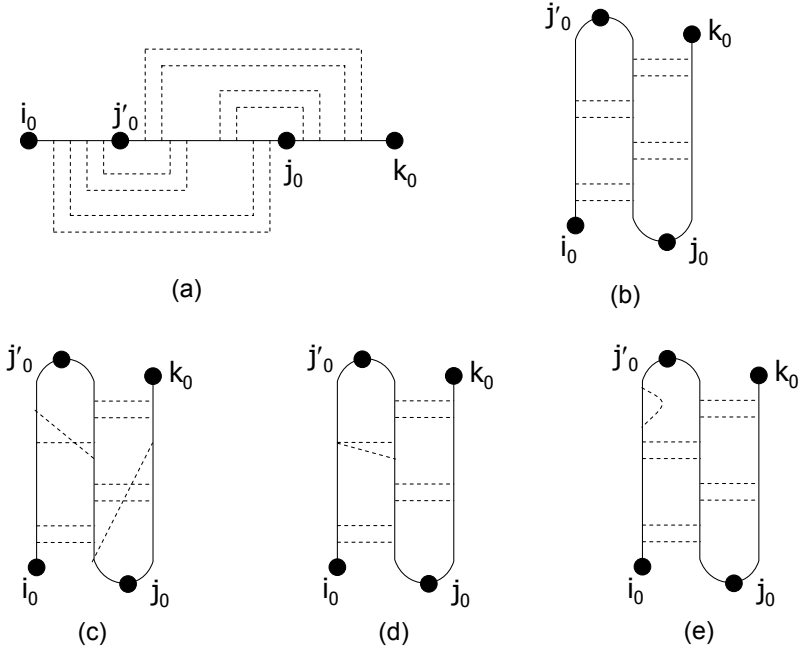 i₀ j′₀ j₀ k₀
(a)
j′₀ k₀
i₀ j₀
(b)
j′₀ k₀
i₀ j₀
(c)
j′₀ k₀
i₀ j₀
(d)
j′₀ k₀
i₀ j₀
(e)